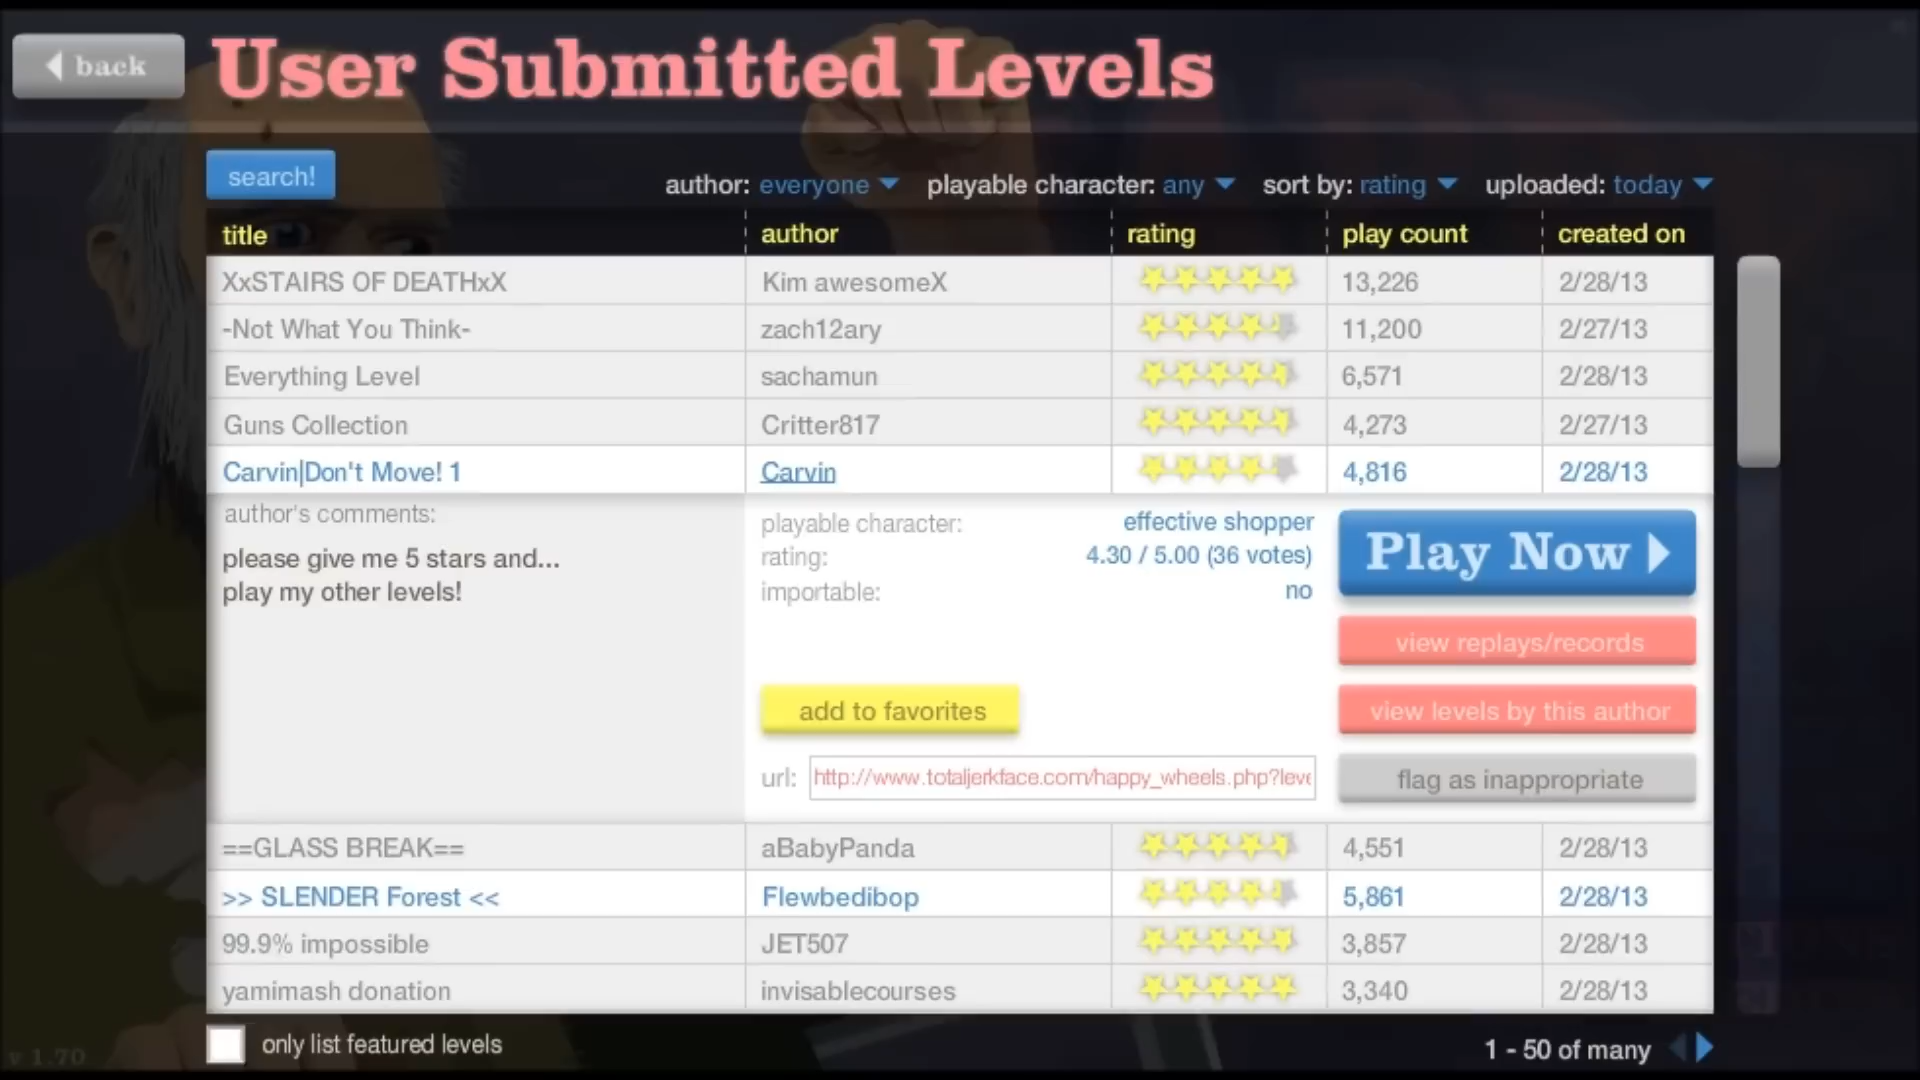 back
User Submitted Levels
search!
author: everyone playable character: any sort by: rating uploaded: today
title author rating play count created on
XxSTAIRS OF DEATHxX Kim awesomeX 13,226 2/28/13
-Not What You Think- zach12ary 11,200 2/27/13
Everything Level sachamun 6,571 2/28/13
Guns Collection Critter817 4,273 2/27/13
Carvin|Don't Move! 1 Carvin 4,816 2/28/13
author's comments:
please give me 5 stars and...
play my other levels!
playable character: effective shopper
rating: 4.30 / 5.00 (36 votes)
importable: no
add to favorites
url: http://www.totaljerkface.com/happy_wheels.php?leve
Play Now
view replays/records
view levels by this author
flag as inappropriate
==GLASS BREAK== aBabyPanda 4,551 2/28/13
>> SLENDER Forest << Flewbedibop 5,861 2/28/13
99.9% impossible JET507 3,857 2/28/13
yamimash donation invisablecourses 3,340 2/28/13
only list featured levels
1 - 50 of many
v 1.70